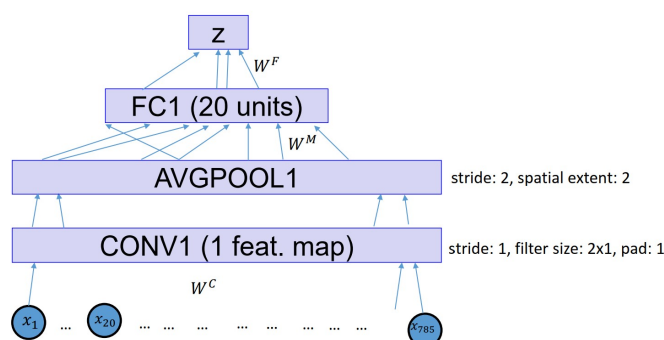 z
W^F
FC1 (20 units)
W^M
AVGPOOL1
stride: 2, spatial extent: 2
CONV1 (1 feat. map)
stride: 1, filter size: 2x1, pad: 1
W^C
x_1 ... x_20 ... ... ... ... ... ... ... ... x_785